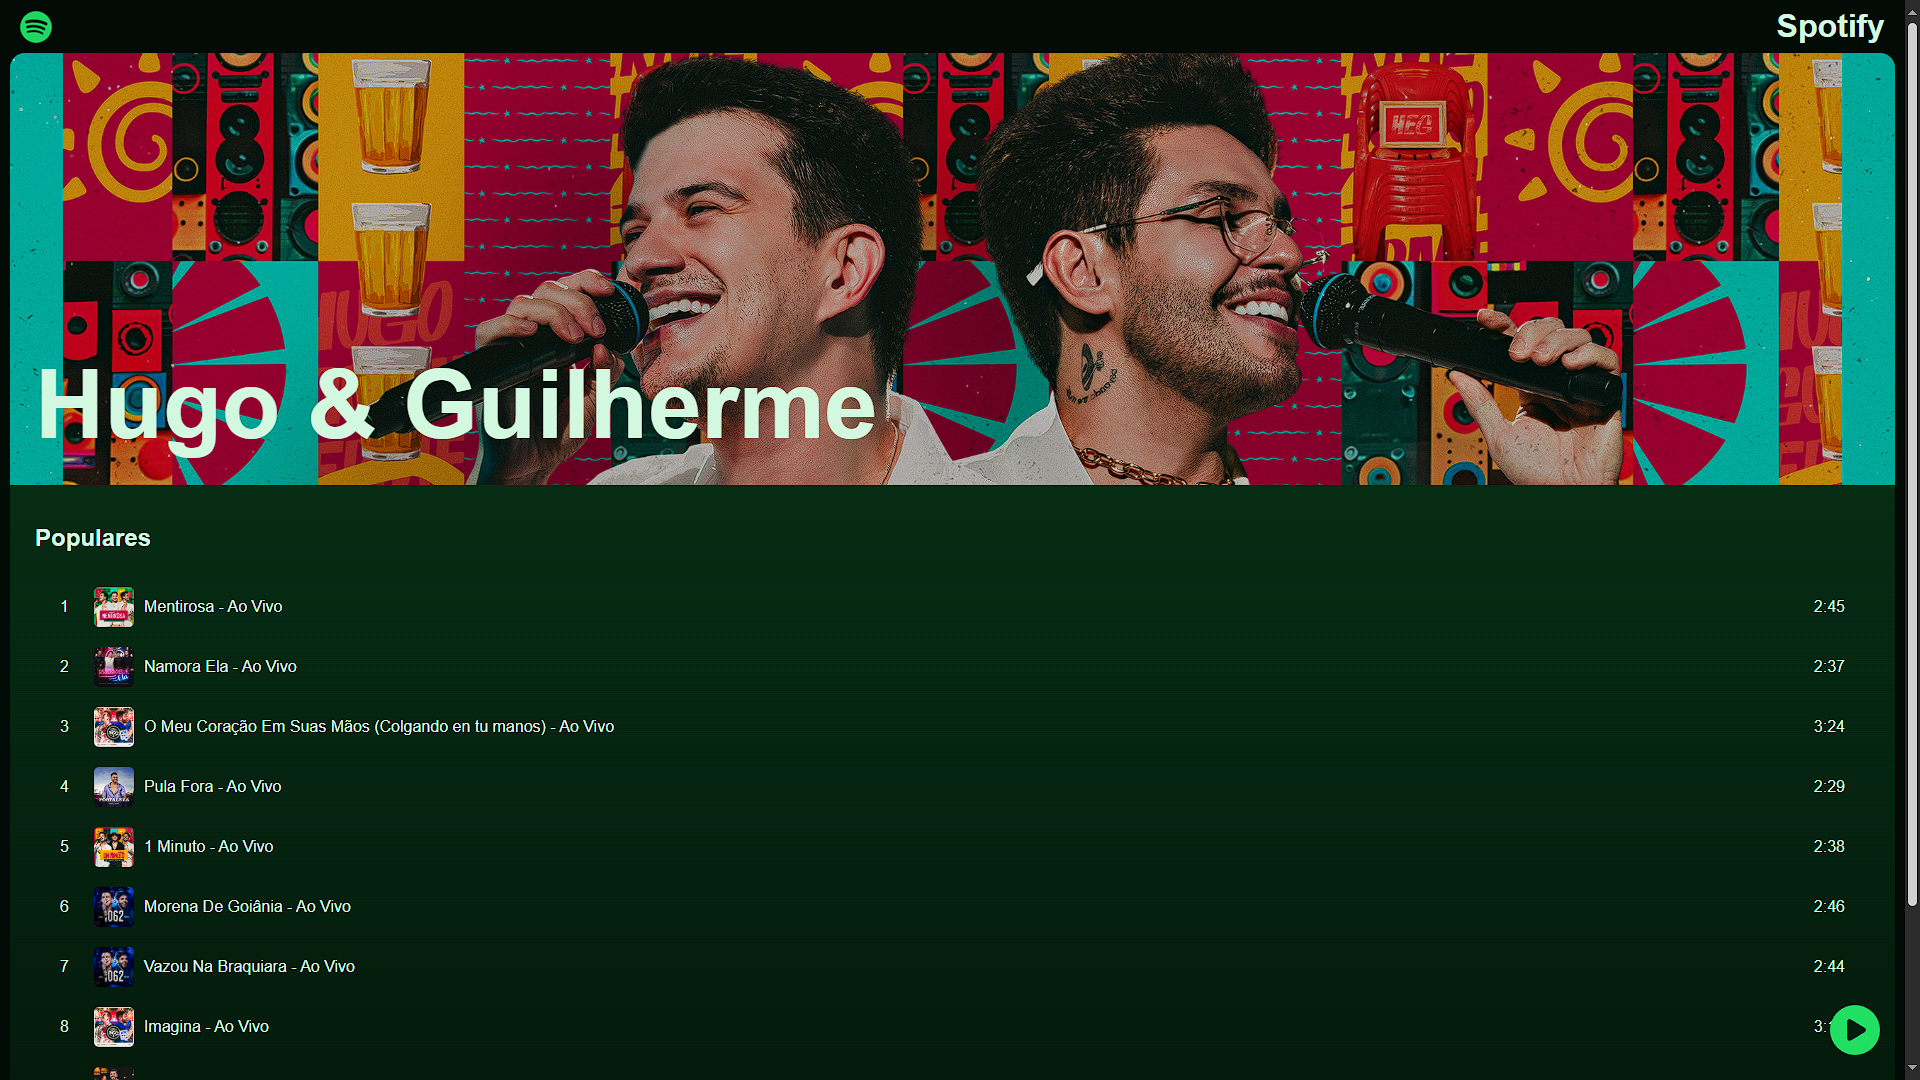 Spotify
Hugo & Guilherme
Populares
1 Mentirosa - Ao Vivo 2:45
2 Namora Ela - Ao Vivo 2:37
3 O Meu Coração Em Suas Mãos (Colgando en tu manos) - Ao Vivo 3:24
4 Pula Fora - Ao Vivo 2:29
5 1 Minuto - Ao Vivo 2:38
6 Morena De Goiânia - Ao Vivo 2:46
7 Vazou Na Braquiara - Ao Vivo 2:44
8 Imagina - Ao Vivo